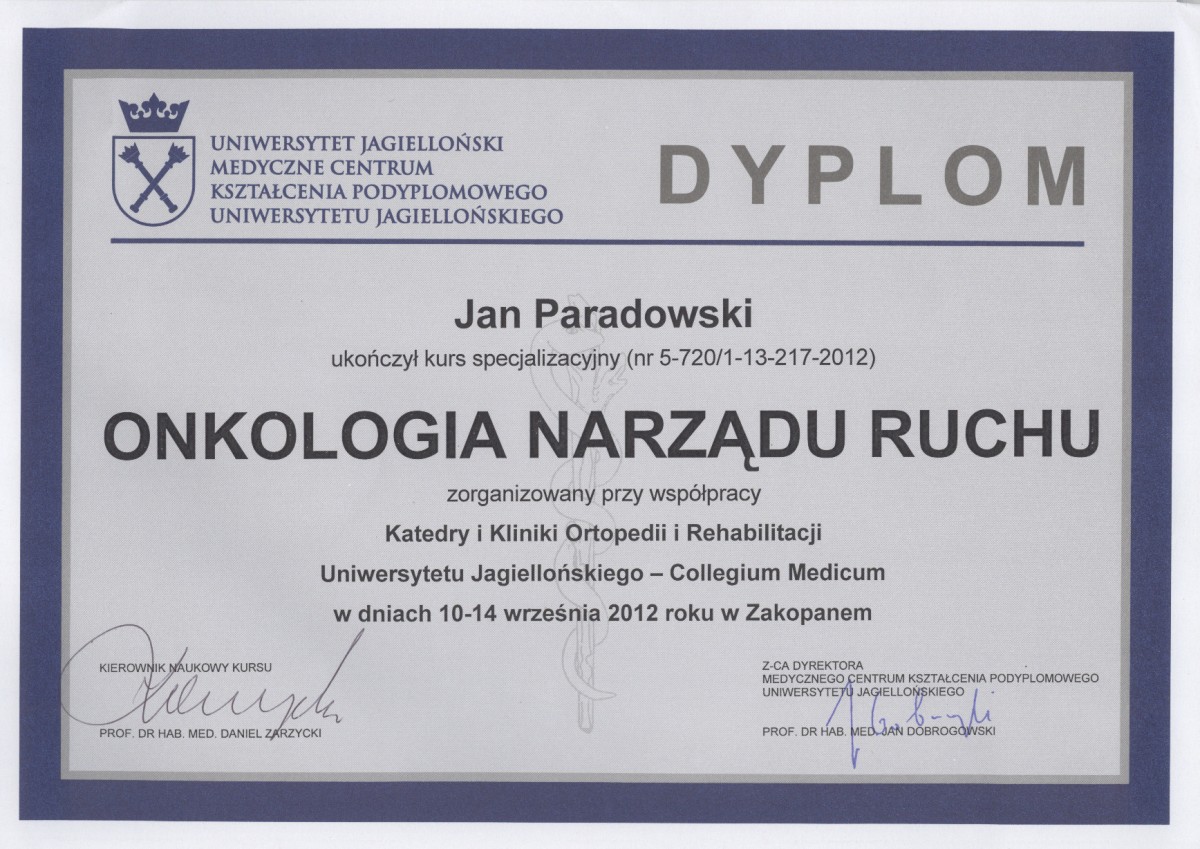 UNIWERSYTET JAGIELLOŃSKI
MEDYCZNE CENTRUM
KSZTAŁCENIA PODYPLOMOWEGO
UNIWERSYTETU JAGIELLOŃSKIEGO
DYPLOM
Jan Paradowski
ukończył kurs specjalizacyjny (nr 5-720/1-13-217-2012)
ONKOLOGIA NARZĄDU RUCHU
zorganizowany przy współpracy
Katedry i Kliniki Ortopedii i Rehabilitacji
Uniwersytetu Jagiellońskiego – Collegium Medicum
w dniach 10-14 września 2012 roku w Zakopanem
KIEROWNIK NAUKOWY KURSU
PROF. DR HAB. MED. DANIEL ZARZYCKI
Z-CA DYREKTORA
MEDYCZNEGO CENTRUM KSZTAŁCENIA PODYPLOMOWEGO
UNIWERSYTETU JAGIELLOŃSKIEGO
PROF. DR HAB. MED. JAN DOBROGOWSKI